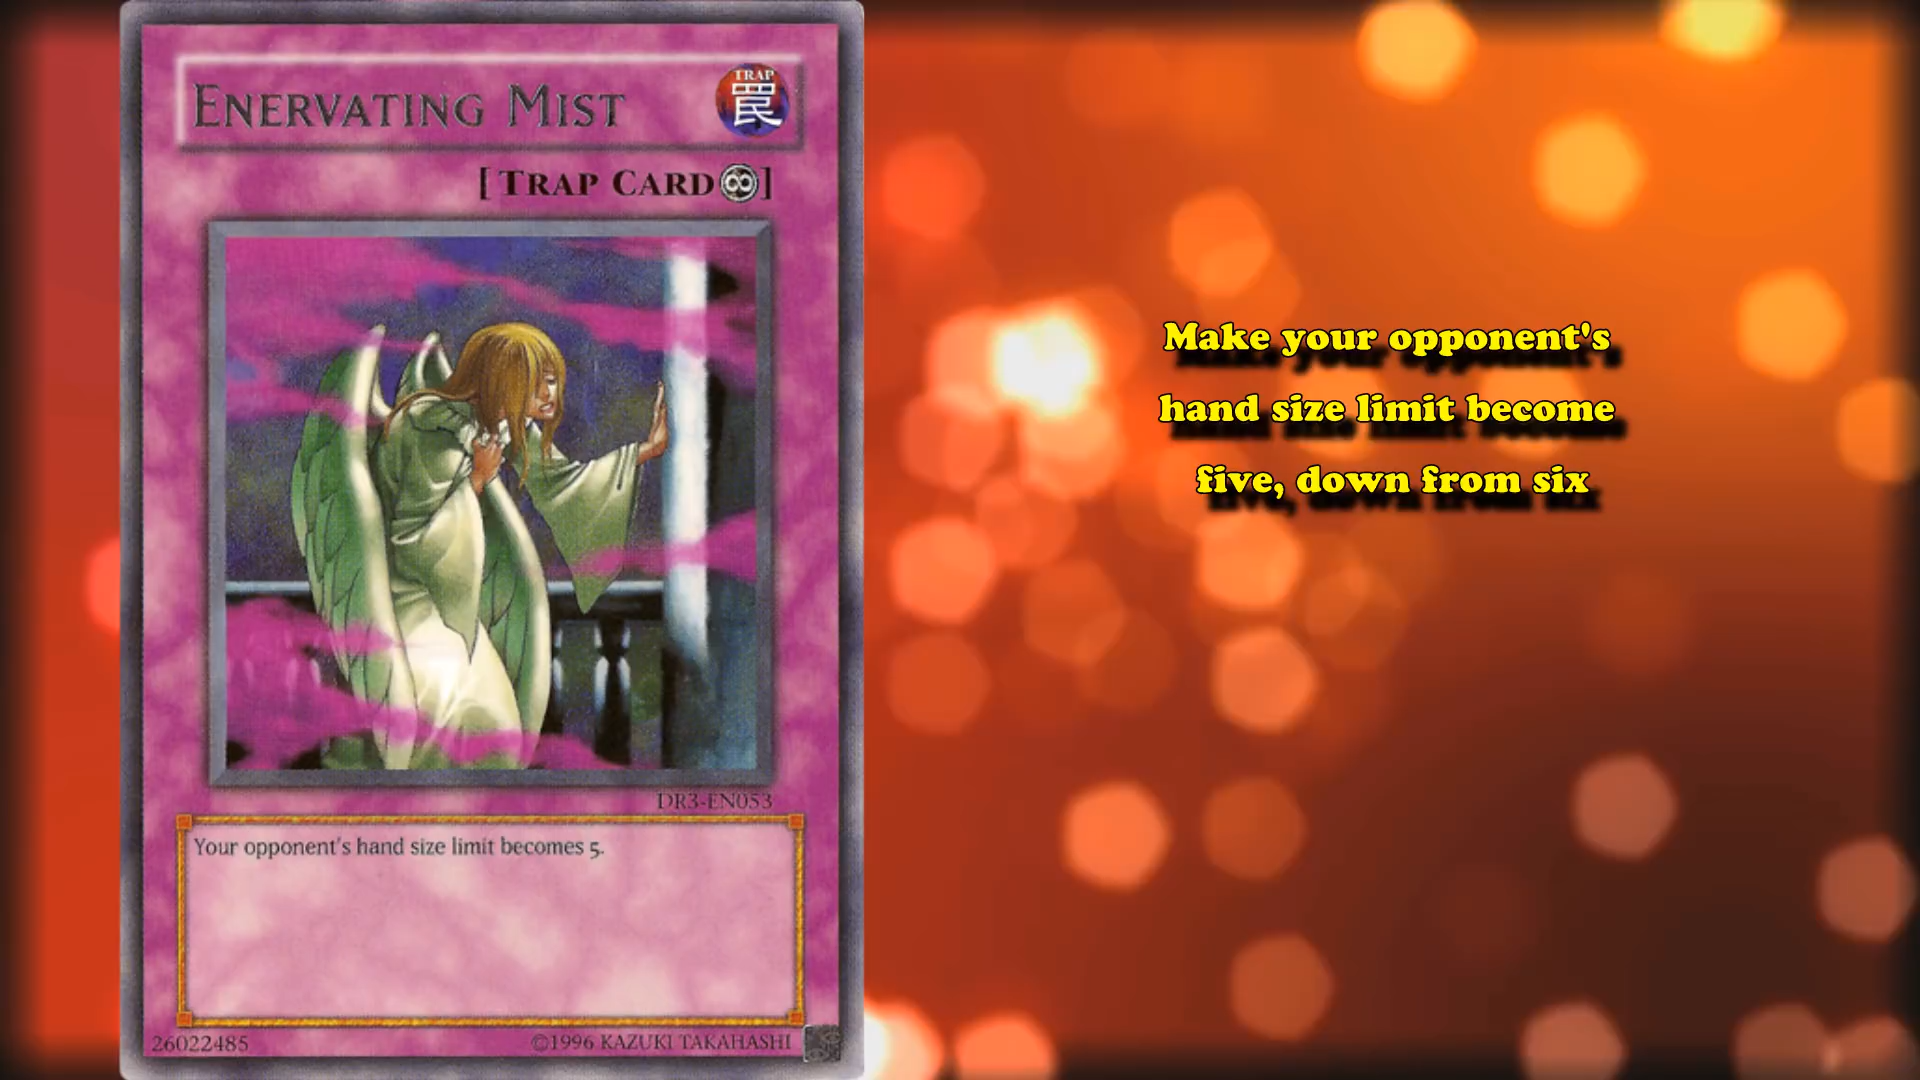 Enervating Mist
TRAP
罠
[Trap Card]
DR3-EN053
Your opponent's hand size limit becomes 5.
26022485
©1996 KAZUKI TAKAHASHI
Make your opponent's
hand size limit become
five, down from six